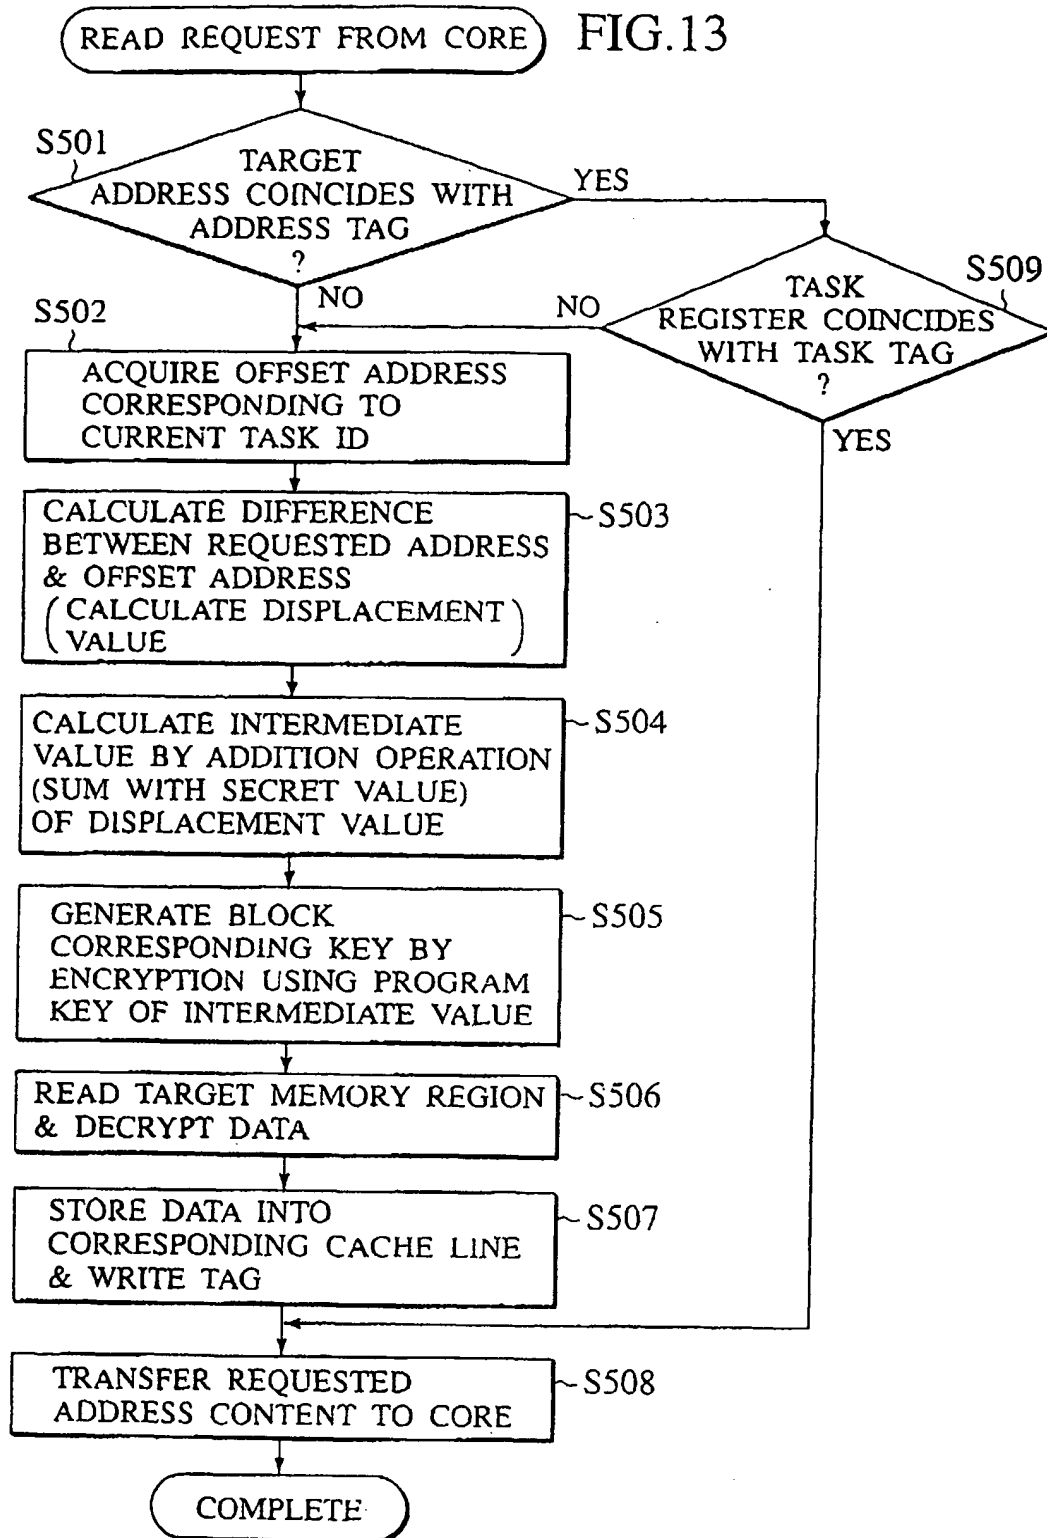 READ REQUEST FROM CORE
FIG.13
S501
TARGET
ADDRESS COINCIDES WITH
ADDRESS TAG
?
YES
NO
S509
TASK
REGISTER COINCIDES
WITH TASK TAG
?
NO
YES
S502
ACQUIRE OFFSET ADDRESS
CORRESPONDING TO
CURRENT TASK ID
CALCULATE DIFFERENCE
BETWEEN REQUESTED ADDRESS
& OFFSET ADDRESS
(CALCULATE DISPLACEMENT
VALUE)
S503
CALCULATE INTERMEDIATE
VALUE BY ADDITION OPERATION
(SUM WITH SECRET VALUE)
OF DISPLACEMENT VALUE
S504
GENERATE BLOCK
CORRESPONDING KEY BY
ENCRYPTION USING PROGRAM
KEY OF INTERMEDIATE VALUE
S505
READ TARGET MEMORY REGION
& DECRYPT DATA
S506
STORE DATA INTO
CORRESPONDING CACHE LINE
& WRITE TAG
S507
TRANSFER REQUESTED
ADDRESS CONTENT TO CORE
S508
COMPLETE